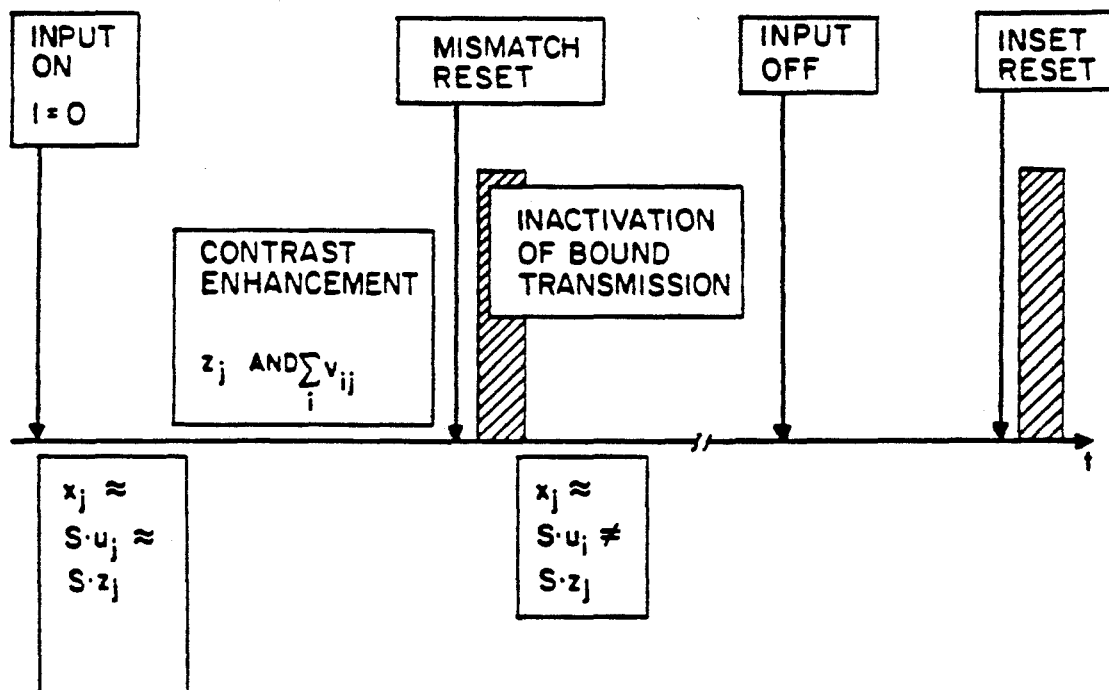 INPUT
ON
I = 0
MISMATCH
RESET
INPUT
OFF
INSET
RESET
CONTRAST
ENHANCEMENT
z_j AND ∑_i v_ij
INACTIVATION
OF BOUND
TRANSMISSION
t
x_j ≈
S·u_j ≈
S·z_j
x_j ≈
S·u_i ≠
S·z_j